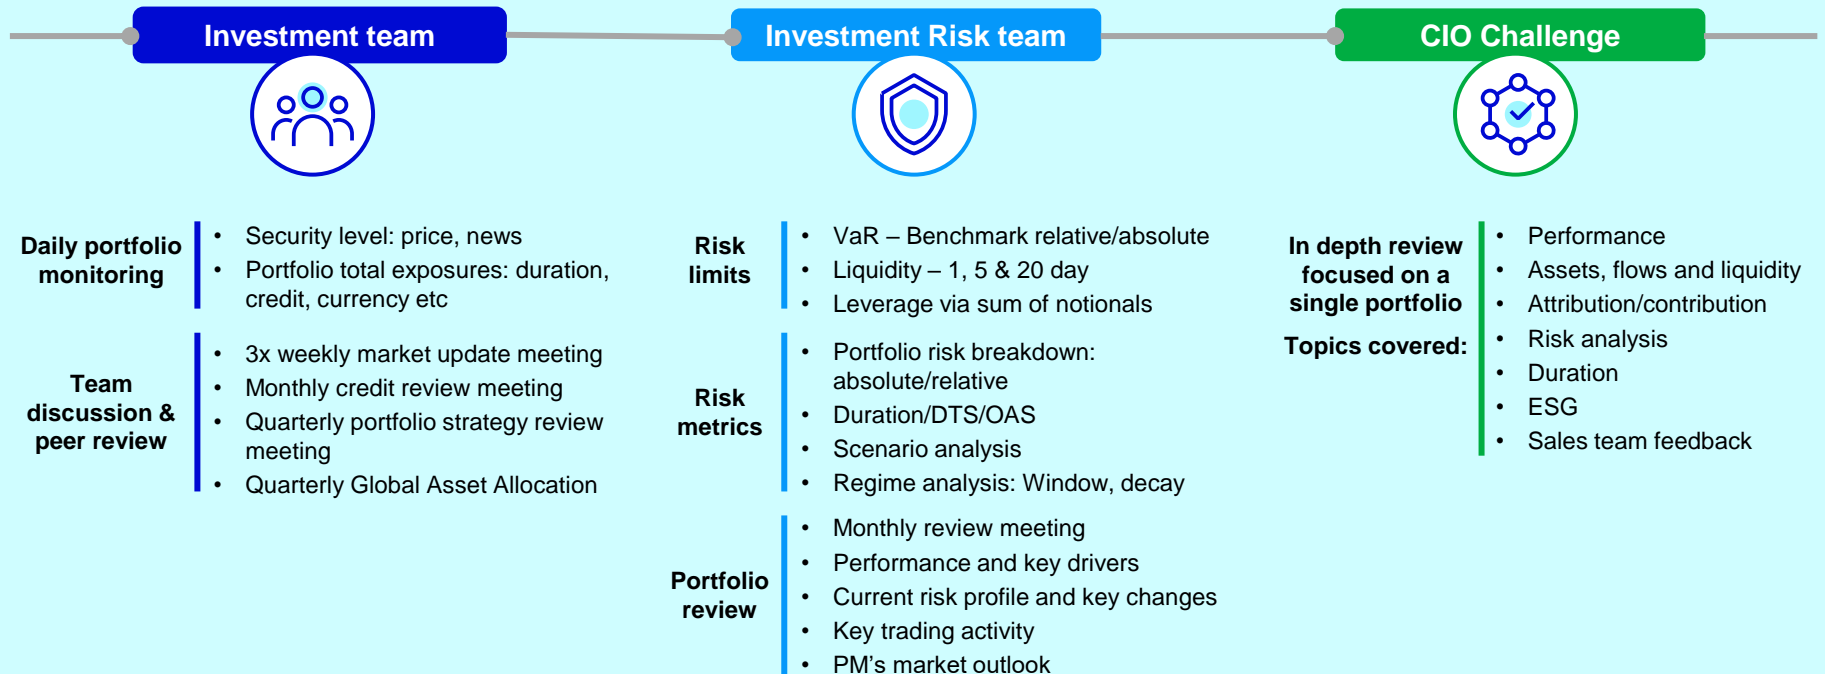 Investment team
Daily portfolio
monitoring
• Security level: price, news
• Portfolio total exposures: duration,
credit, currency etc
Team
discussion &
peer review
• 3x weekly market update meeting
• Monthly credit review meeting
• Quarterly portfolio strategy review
meeting
• Quarterly Global Asset Allocation
Investment Risk team
Risk
limits
• VaR – Benchmark relative/absolute
• Liquidity – 1, 5 & 20 day
• Leverage via sum of notionals
Risk
metrics
• Portfolio risk breakdown:
absolute/relative
• Duration/DTS/OAS
• Scenario analysis
• Regime analysis: Window, decay
Portfolio
review
• Monthly review meeting
• Performance and key drivers
• Current risk profile and key changes
• Key trading activity
• PM's market outlook
CIO Challenge
In depth review
focused on a
single portfolio
Topics covered:
• Performance
• Assets, flows and liquidity
• Attribution/contribution
• Risk analysis
• Duration
• ESG
• Sales team feedback